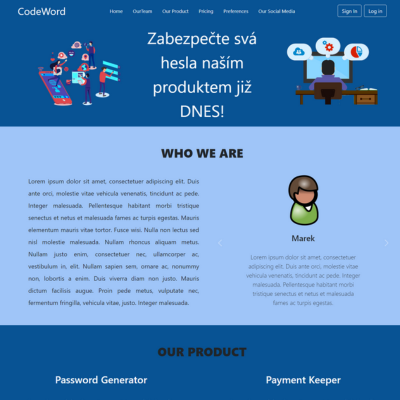 CodeWord Home OurTeam Our Product Pricing Preferences Our Social Media Sign In Log in
Zabezpečte svá
hesla naším
produktem již
DNES!
WHO WE ARE
Lorem ipsum dolor sit amet, consectetuer adipiscing elit. Duis ante
orci, molestie vitae vehicula venenatis, tincidunt ac pede.
Integer malesuada. Pellentesque habitant morbi tristique
senectus et netus et malesuada fames ac turpis egestas. Mauris
elementum mauris vitae tortor. Fusce wisi. Nulla non lectus sed
nisl molestie malesuada. Nullam rhoncus aliquam metus.
Nullam justo enim, consectetuer nec, ullamcorper ac,
vestibulum in, elit. Nullam sapien sem, ornare ac, nonummy
non, lobortis a enim. Duis viverra diam non justo. Mauris
dictum facilisis augue. Proin pede metus, vulputate nec,
fermentum fringilla, vehicula vitae, justo. Integer malesuada.
Marek
Lorem ipsum dolor sit amet, consectetuer
adipiscing elit. Duis ante orci, molestie vitae
vehicula venenatis, tincidunt ac pede. Integer
malesuada. Pellentesque habitant morbi
tristique senectus et netus et malesuada
fames ac turpis egestas.
OUR PRODUCT
Password Generator
Payment Keeper